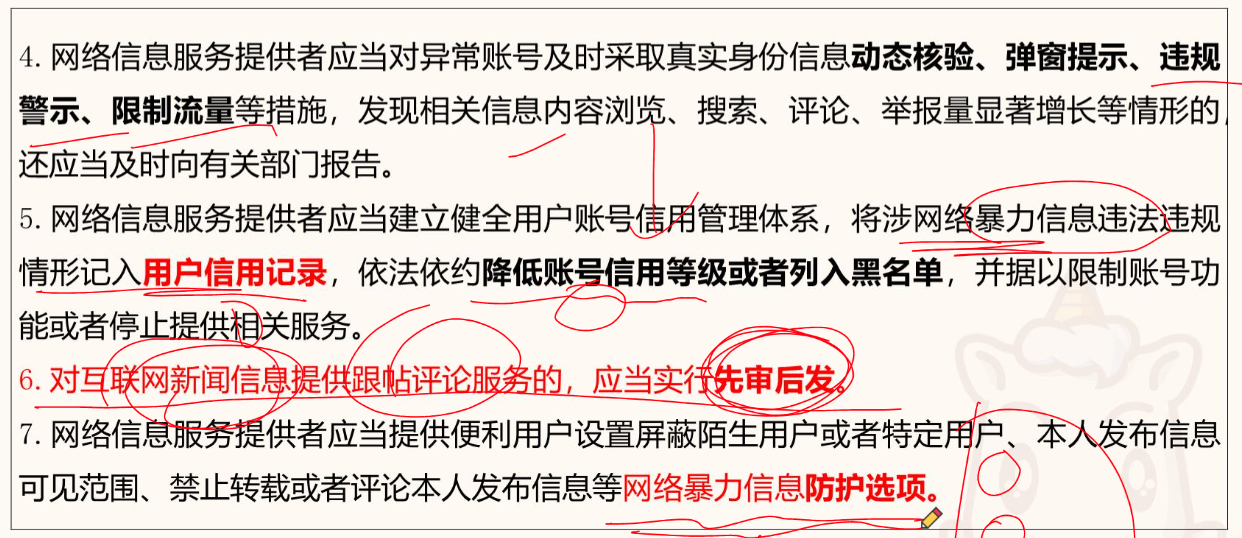 4. 网络信息服务提供者应当对异常账号及时采取真实身份信息动态核验、弹窗提示、违规
警示、限制流量等措施，发现相关信息内容浏览、搜索、评论、举报量显著增长等情形的，
还应当及时向有关部门报告。
5. 网络信息服务提供者应当建立健全用户账号信用管理体系，将涉网络暴力信息违法违规
情形记入用户信用记录，依法依约降低账号信用等级或者列入黑名单，并据以限制账号功
能或者停止提供相关服务。
6. 对互联网新闻信息提供跟帖评论服务的，应当实行先审后发。
7. 网络信息服务提供者应当提供便利用户设置屏蔽陌生用户或者特定用户、本人发布信息
可见范围、禁止转载或者评论本人发布信息等网络暴力信息防护选项。